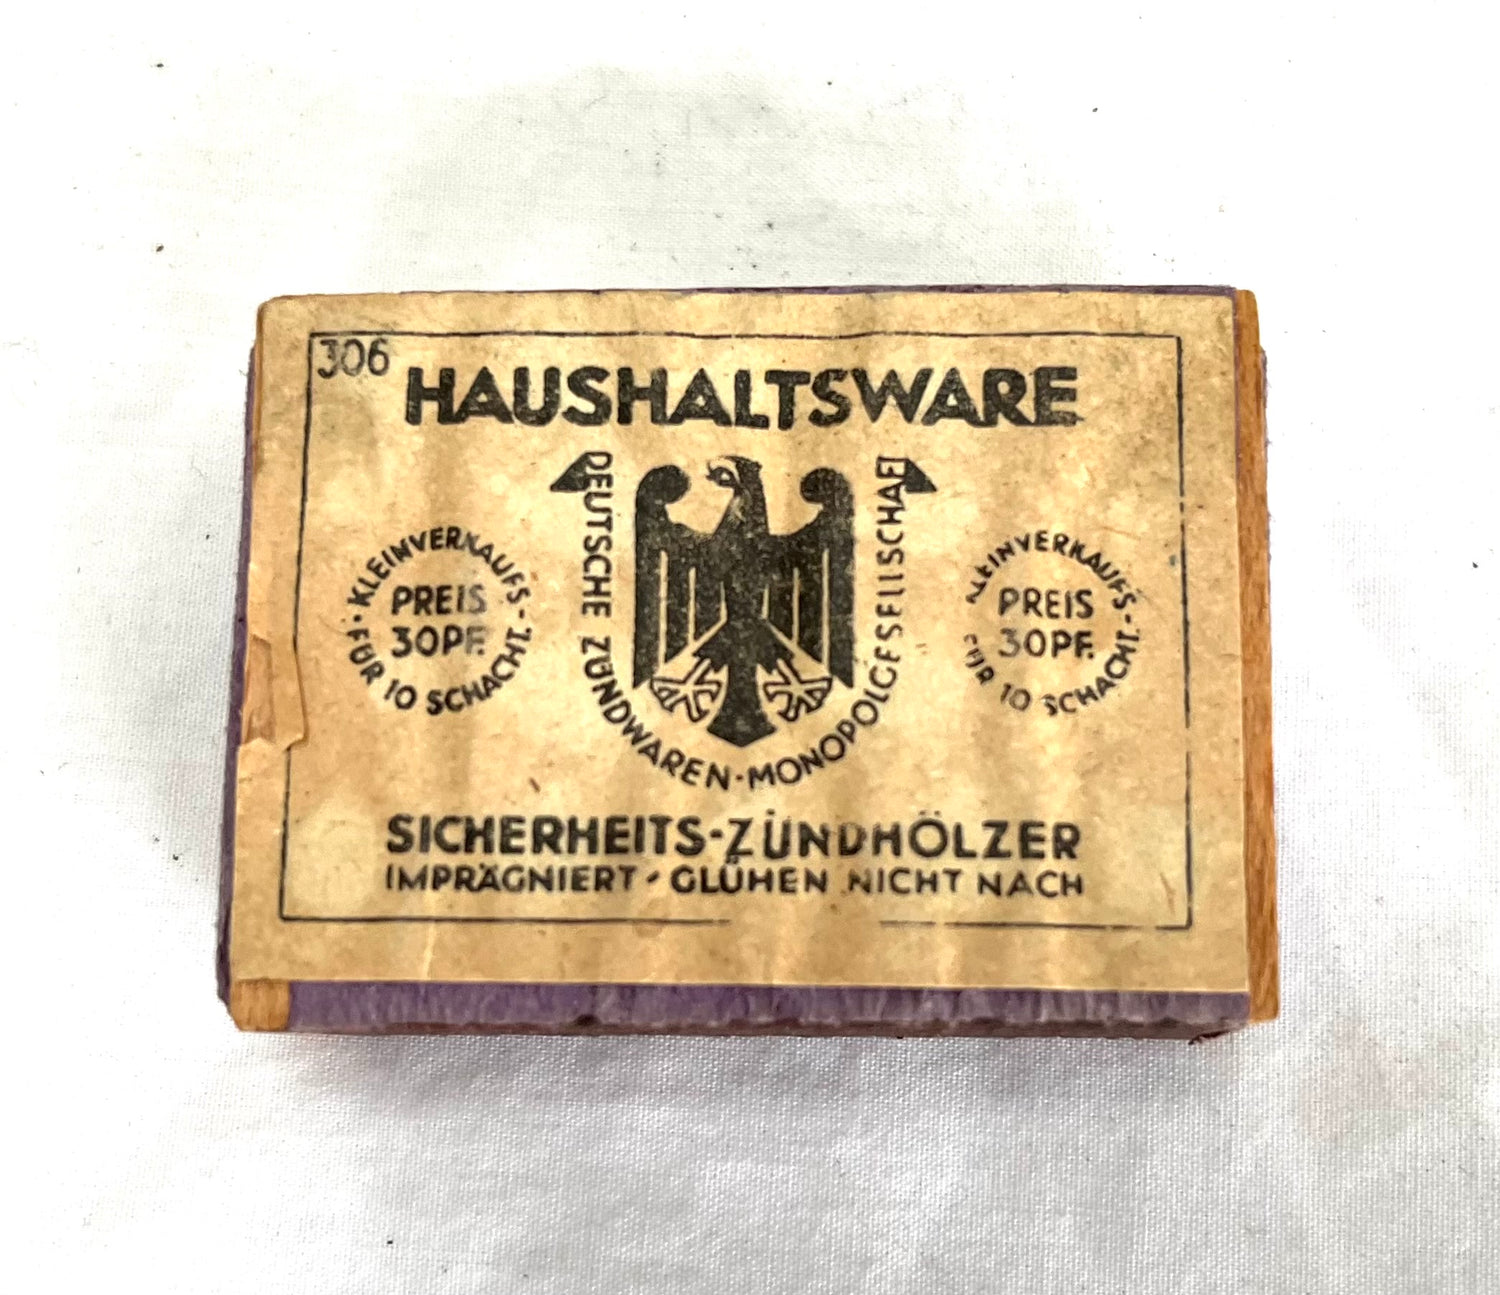 306
HAUSHALTSWARE
DEUTSCHE ZÜNDWAREN·MONOPOLGESELLSCHAFT
·KLEINVERKAUFS-
PREIS
30PF.
FÜR 10 SCHACHT.
KLEINVERKAUFS-
PREIS
30PF.
FÜR 10 SCHACHT.
SICHERHEITS-ZÜNDHÖLZER
IMPRÄGNIERT·GLÜHEN NICHT NACH